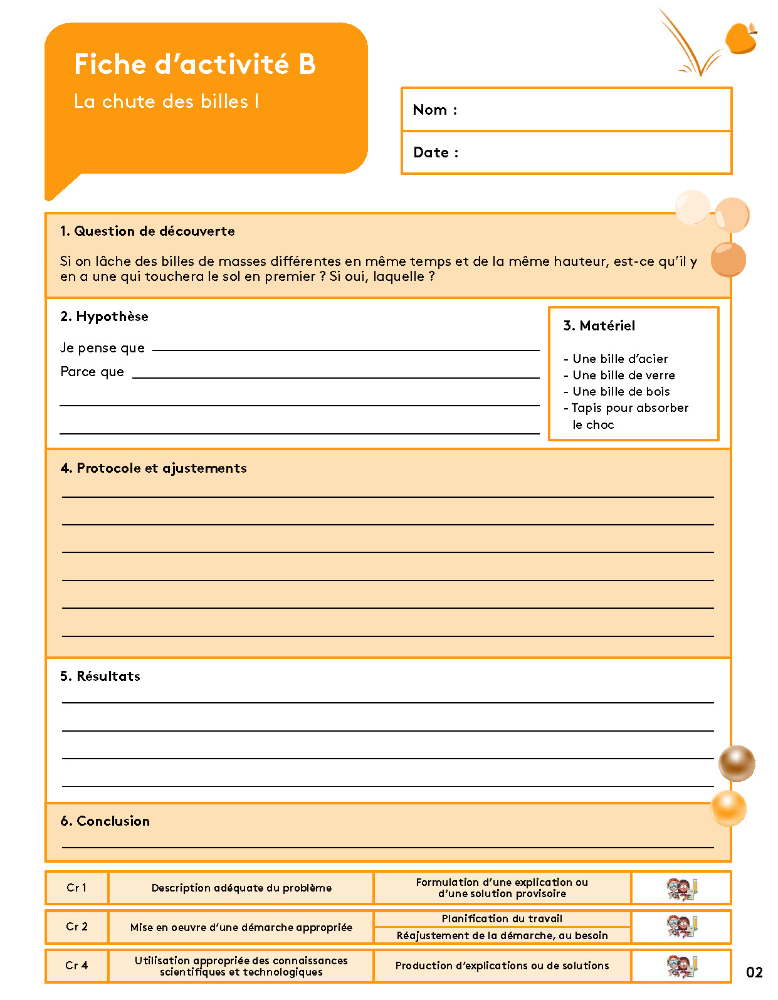 Fiche d’activité B
La chute des billes I
Nom :
Date :
1. Question de découverte
Si on lâche des billes de masses différentes en même temps et de la même hauteur, est-ce qu’il y
en a une qui touchera le sol en premier ? Si oui, laquelle ?
2. Hypothèse
Je pense que
Parce que
3. Matériel
- Une bille d’acier
- Une bille de verre
- Une bille de bois
- Tapis pour absorber
le choc
4. Protocole et ajustements
5. Résultats
6. Conclusion
Cr 1
Description adéquate du problème
Formulation d’une explication ou
d’une solution provisoire
Cr 2
Mise en oeuvre d’une démarche appropriée
Planification du travail
Réajustement de la démarche, au besoin
Cr 4
Utilisation appropriée des connaissances
scientifiques et technologiques
Production d’explications ou de solutions
02